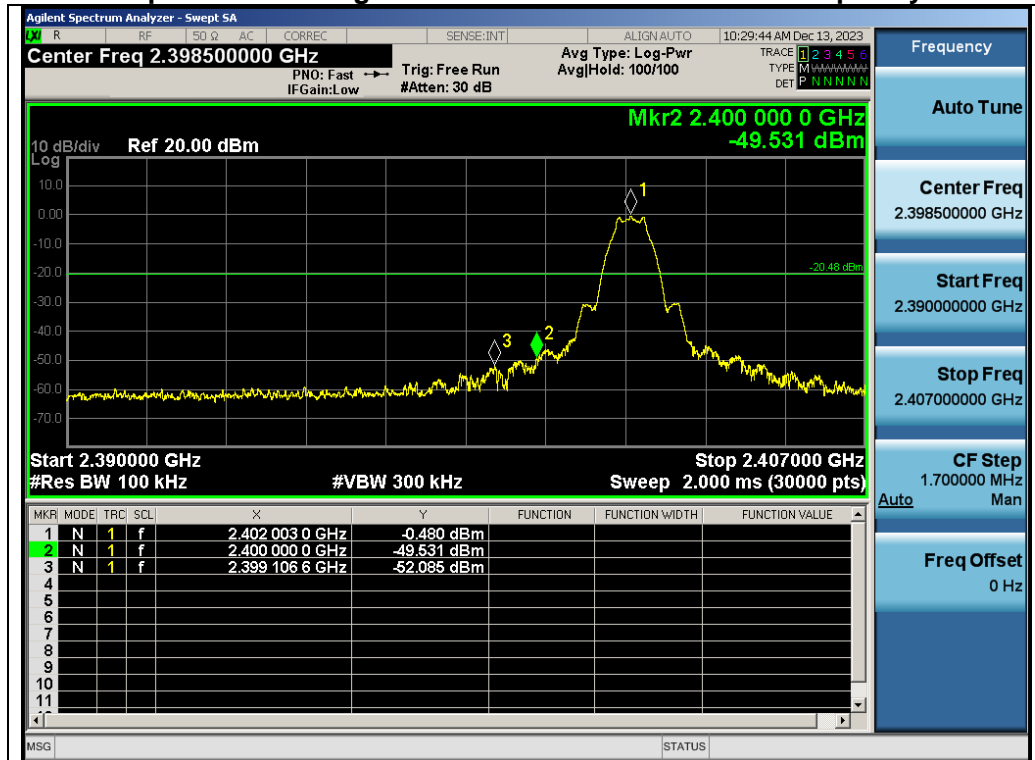 Agilent Spectrum Analyzer - Swept SA
LXI R RF 50 Ω AC CORREC SENSE:INT ALIGN AUTO 10:29:44 AM Dec 13, 2023
Center Freq 2.398500000 GHz
PNO: Fast
IFGain:Low
Trig: Free Run
#Atten: 30 dB
Avg Type: Log-Pwr
Avg|Hold: 100/100
TRACE 1 2 3 4 5 6
TYPE M W W W W W
DET P N N N N N
Mkr2 2.400 000 0 GHz
-49.531 dBm
10 dB/div Ref 20.00 dBm
Log
10.0
0.00
-10.0
-20.0
-30.0
-40.0
-50.0
-60.0
-70.0
1
-20.48 dBm
2
3
Start 2.390000 GHz Stop 2.407000 GHz
#Res BW 100 kHz #VBW 300 kHz Sweep 2.000 ms (30000 pts)
MKR MODE TRC SCL X Y FUNCTION FUNCTION WIDTH FUNCTION VALUE
1 N 1 f 2.402 003 0 GHz -0.480 dBm
2 N 1 f 2.400 000 0 GHz -49.531 dBm
3 N 1 f 2.399 106 6 GHz -52.085 dBm
4
5
6
7
8
9
10
11
MSG STATUS
Frequency
Auto Tune
Center Freq
2.398500000 GHz
Start Freq
2.390000000 GHz
Stop Freq
2.407000000 GHz
CF Step
1.700000 MHz
Auto Man
Freq Offset
0 Hz